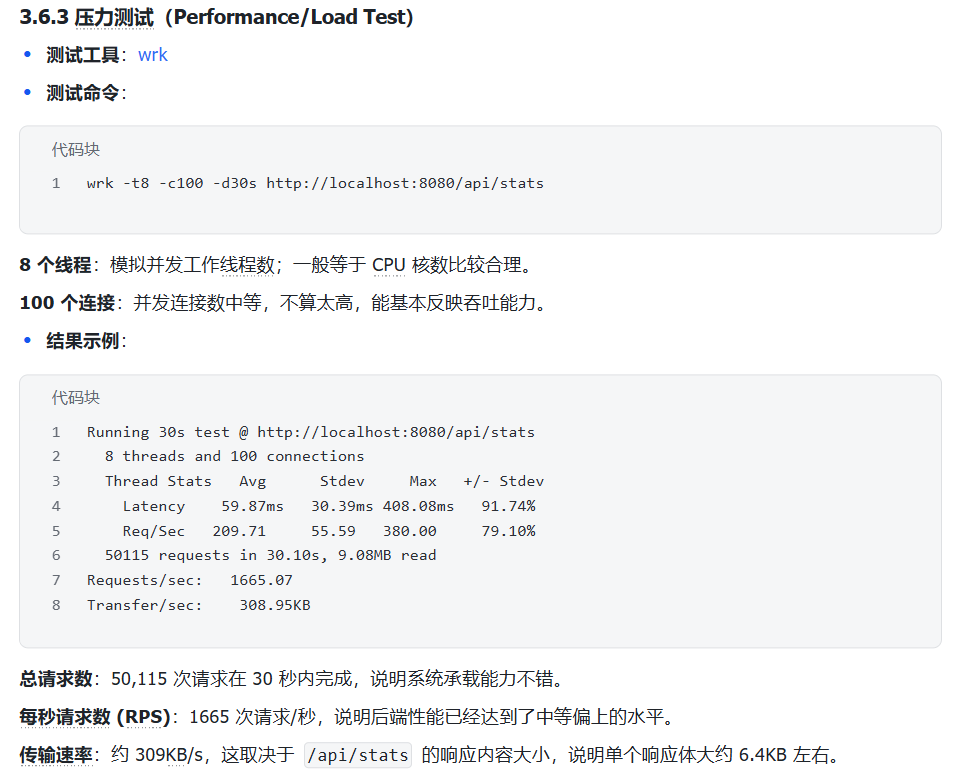 3.6.3 压力测试（Performance/Load Test）
• 测试工具：wrk
• 测试命令：
代码块
1 wrk -t8 -c100 -d30s http://localhost:8080/api/stats
8 个线程：模拟并发工作线程数；一般等于 CPU 核数比较合理。
100 个连接：并发连接数中等，不算太高，能基本反映吞吐能力。
• 结果示例：
代码块
1 Running 30s test @ http://localhost:8080/api/stats
2 8 threads and 100 connections
3 Thread Stats Avg Stdev Max +/- Stdev
4 Latency 59.87ms 30.39ms 408.08ms 91.74%
5 Req/Sec 209.71 55.59 380.00 79.10%
6 50115 requests in 30.10s, 9.08MB read
7 Requests/sec: 1665.07
8 Transfer/sec: 308.95KB
总请求数：50,115 次请求在 30 秒内完成，说明系统承载能力不错。
每秒请求数 (RPS)：1665 次请求/秒，说明后端性能已经达到了中等偏上的水平。
传输速率：约 309KB/s，这取决于 /api/stats 的响应内容大小，说明单个响应体大约 6.4KB 左右。